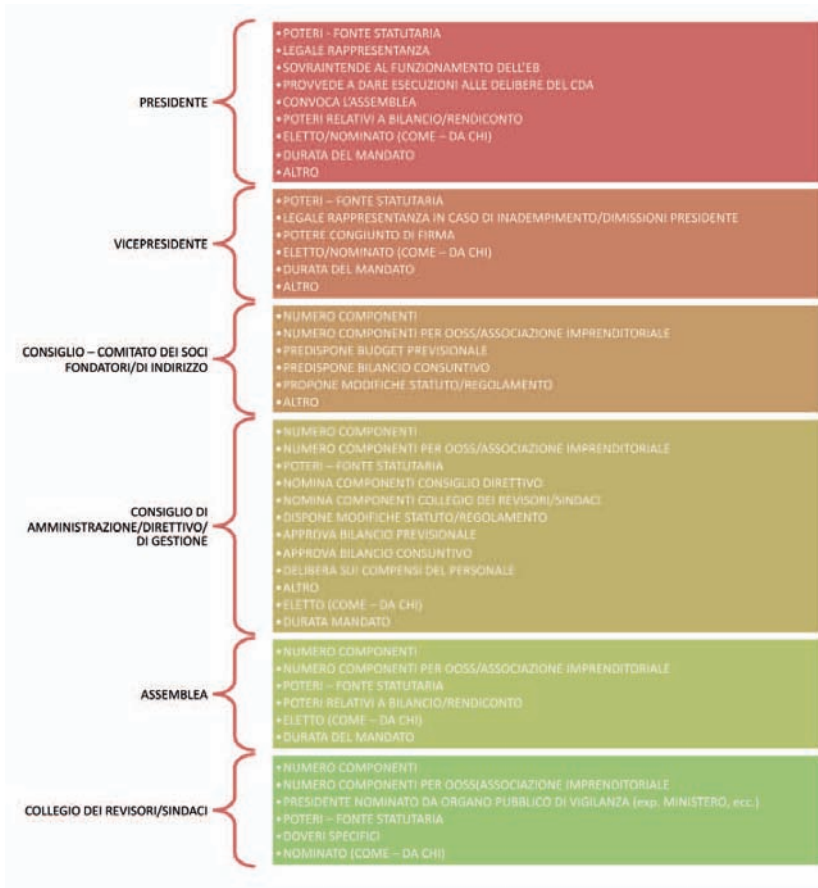 PRESIDENTE
•POTERI - FONTE STATUTARIA
•LEGALE RAPPRESENTANZA
•SOVRAINTENDE AL FUNZIONAMENTO DELL'EB
•PROVVEDE A DARE ESECUZIONI ALLE DELIBERE DEL CDA
•CONVOCA L'ASSEMBLEA
•POTERI RELATIVI A BILANCIO/RENDICONTO
•ELETTO/NOMINATO (COME – DA CHI)
•DURATA DEL MANDATO
•ALTRO
VICEPRESIDENTE
•POTERI – FONTE STATUTARIA
•LEGALE RAPPRESENTANZA IN CASO DI INADEMPIMENTO/DIMISSIONI PRESIDENTE
•POTERE CONGIUNTO DI FIRMA
•ELETTO/NOMINATO (COME – DA CHI)
•DURATA DEL MANDATO
•ALTRO
CONSIGLIO – COMITATO DEI SOCI
FONDATORI/DI INDIRIZZO
•NUMERO COMPONENTI
•NUMERO COMPONENTI PER OOSS/ASSOCIAZIONE IMPRENDITORIALE
•PREDISPONE BUDGET PREVISIONALE
•PREDISPONE BILANCIO CONSUNTIVO
•PROPONE MODIFICHE STATUTO/REGOLAMENTO
•ALTRO
CONSIGLIO DI
AMMINISTRAZIONE/DIRETTIVO/
DI GESTIONE
•NUMERO COMPONENTI
•NUMERO COMPONENTI PER OOSS/ASSOCIAZIONE IMPRENDITORIALE
•POTERI – FONTE STATUTARIA
•NOMINA COMPONENTI CONSIGLIO DIRETTIVO
•NOMINA COMPONENTI COLLEGIO DEI REVISORI/SINDACI
•DISPONE MODIFICHE STATUTO/REGOLAMENTO
•APPROVA BILANCIO PREVISIONALE
•APPROVA BILANCIO CONSUNTIVO
•DELIBERA SUI COMPENSI DEL PERSONALE
•ALTRO
•ELETTO (COME – DA CHI)
•DURATA MANDATO
ASSEMBLEA
•NUMERO COMPONENTI
•NUMERO COMPONENTI PER OOSS/ASSOCIAZIONE IMPRENDITORIALE
•POTERI – FONTE STATUTARIA
•POTERI RELATIVI A BILANCIO/RENDICONTO
•ELETTO (COME – DA CHI)
•DURATA DEL MANDATO
COLLEGIO DEI REVISORI/SINDACI
•NUMERO COMPONENTI
•NUMERO COMPONENTI PER OOSS(ASSOCIAZIONE IMPRENDITORIALE
•PRESIDENTE NOMINATO DA ORGANO PUBBLICO DI VIGILANZA (exp. MINISTERO, ecc.)
•POTERI – FONTE STATUTARIA
•DOVERI SPECIFICI
•NOMINATO (COME – DA CHI)